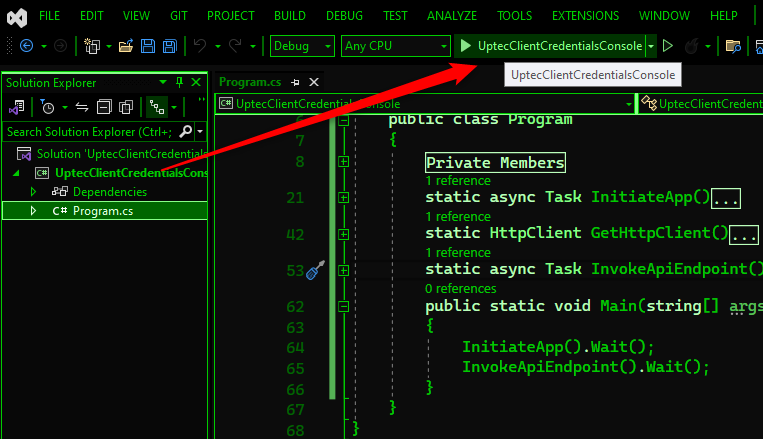 FILE EDIT VIEW GIT PROJECT BUILD DEBUG TEST ANALYZE TOOLS EXTENSIONS WINDOW HELP
Debug Any CPU UptecClientCredentialsConsole
UptecClientCredentialsConsole
Solution Explorer
Search Solution Explorer (Ctrl+;
Solution 'UptecClientCredentials
UptecClientCredentialsCons
Dependencies
C# Program.cs
Program.cs
C# UptecClientCredentialsConsole UptecClientCredent
6 public class Program
7 {
8 Private Members
1 reference
21 static async Task InitiateApp()...
1 reference
42 static HttpClient GetHttpClient()...
1 reference
53 static async Task InvokeApiEndpoint()
0 references
62 public static void Main(string[] args
63 {
64 InitiateApp().Wait();
65 InvokeApiEndpoint().Wait();
66 }
67 }
68 }